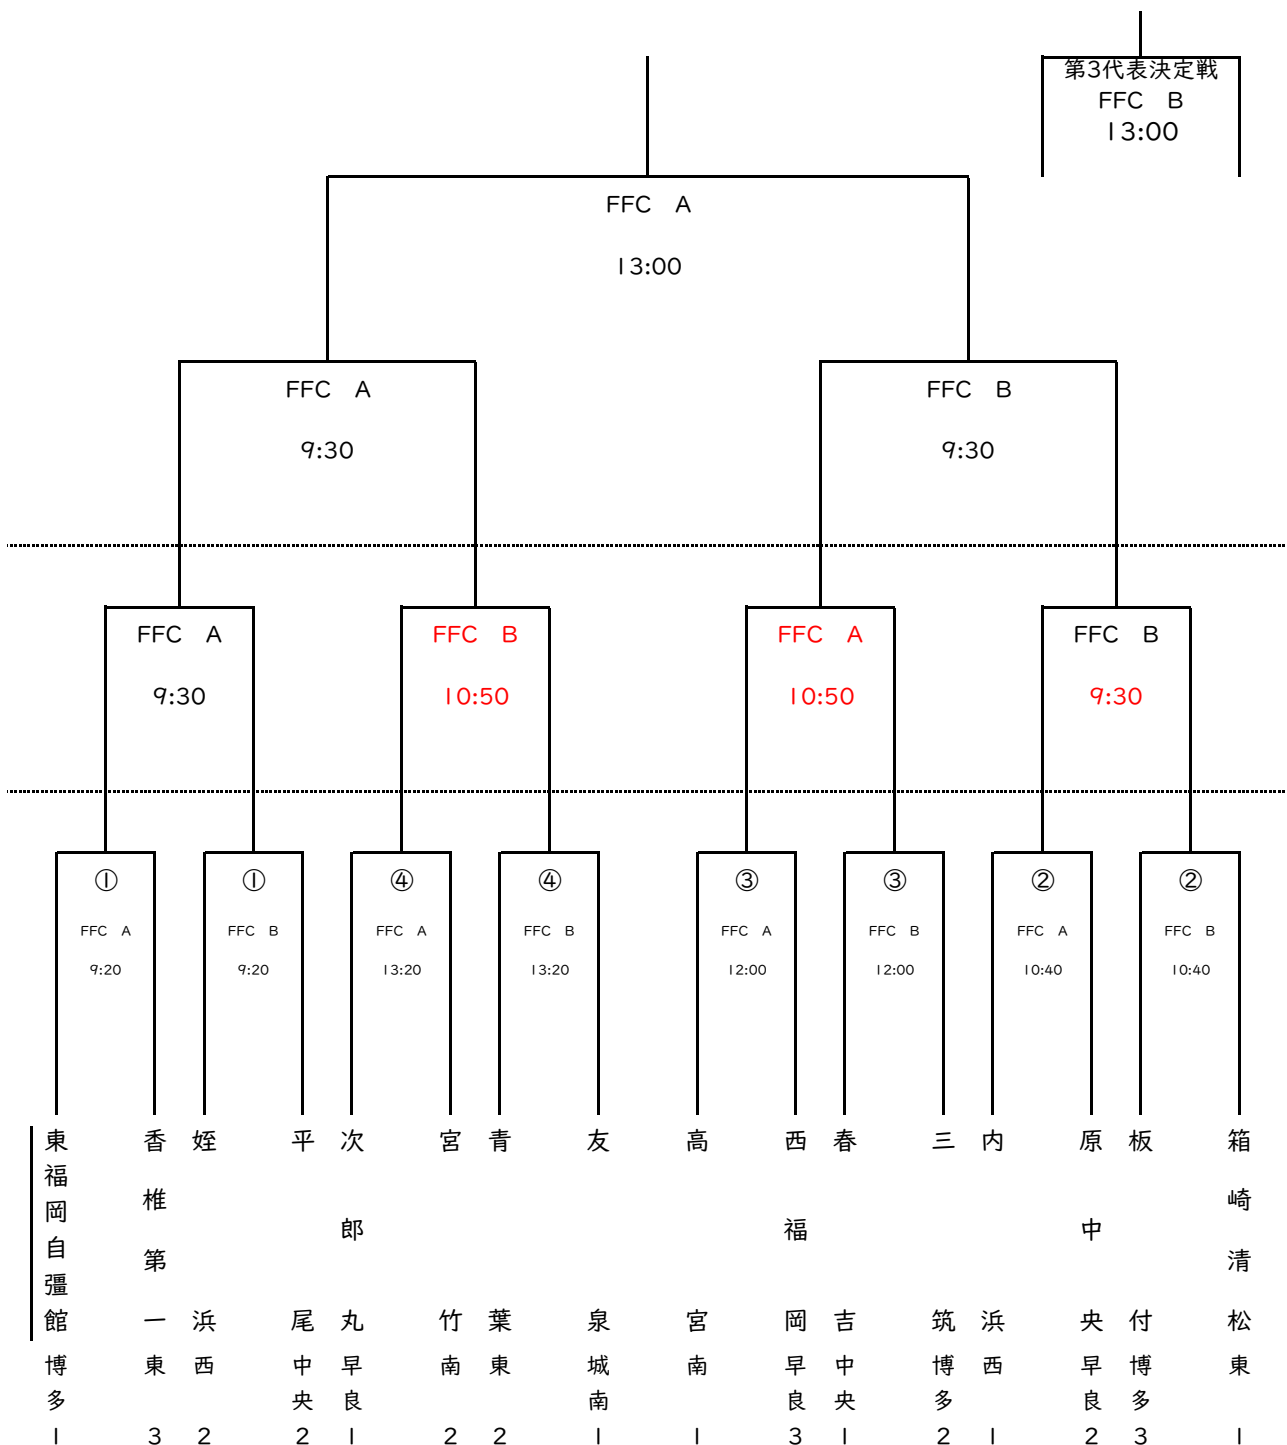 第3代表決定戦
FFC B
13:00
FFC A
13:00
FFC A
9:30
FFC B
9:30
FFC A
9:30
FFC B
10:50
FFC A
10:50
FFC B
9:30
①
FFC A
9:20
①
FFC B
9:20
④
FFC A
13:20
④
FFC B
13:20
③
FFC A
12:00
③
FFC B
12:00
②
FFC A
10:40
②
FFC B
10:40
東福岡自彊館
博多
1
香椎第一
東
3
姪浜
西
2
平尾
中央
2
次郎丸
早良
1
宮竹
南
2
青葉
東
2
友泉
城南
1
高宮
南
1
西福岡
早良
3
春吉
中央
1
三筑
博多
2
内浜
西
1
原中央
早良
2
板付
博多
3
箱崎清松
東
1